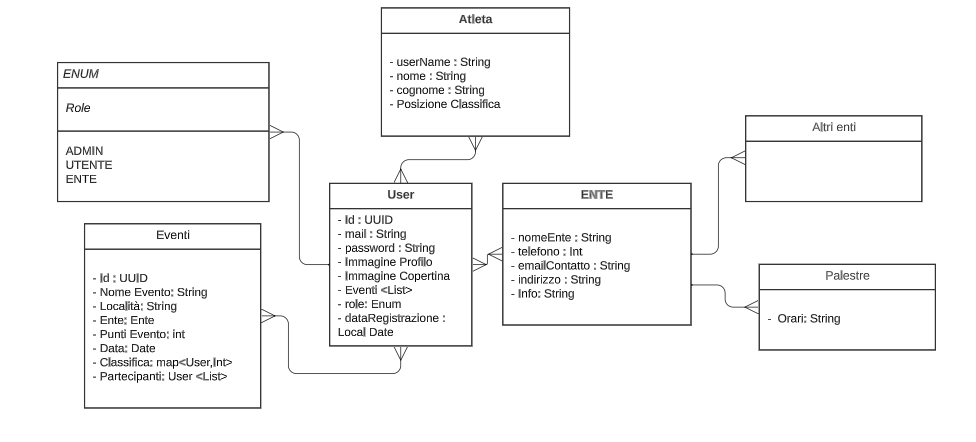 Atleta
- userName : String
- nome : String
- cognome : String
- Posizione Classifica
ENUM
Role
ADMIN
UTENTE
ENTE
Altri enti
User
- Id : UUID
- mail : String
- password : String
- Immagine Profilo
- Immagine Copertina
- Eventi <List>
- role: Enum
- dataRegistrazione :
Local Date
ENTE
- nomeEnte : String
- telefono : Int
- emailContatto : String
- indirizzo : String
- Info: String
Eventi
- Id : UUID
- Nome Evento: String
- Località: String
- Ente: Ente
- Punti Evento: int
- Data: Date
- Classifica: map<User,Int>
- Partecipanti: User <List>
Palestre
- Orari: String